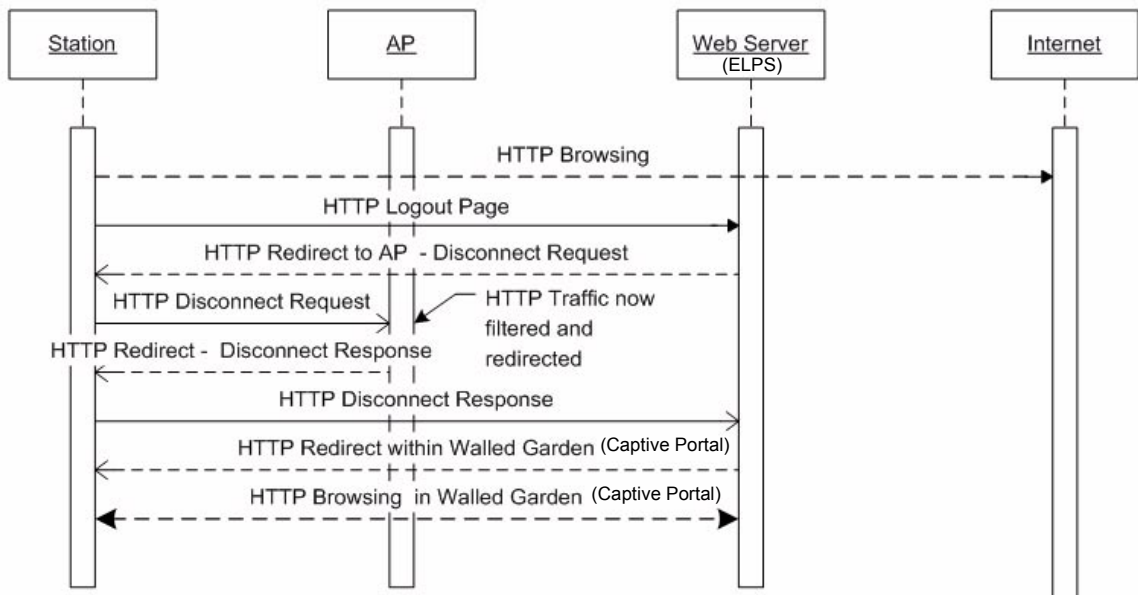 Station
AP
Web Server
(ELPS)
Internet
HTTP Browsing
HTTP Logout Page
HTTP Redirect to AP - Disconnect Request
HTTP Disconnect Request
HTTP Traffic now
filtered and
redirected
HTTP Redirect - Disconnect Response
HTTP Disconnect Response
HTTP Redirect within Walled Garden (Captive Portal)
HTTP Browsing in Walled Garden (Captive Portal)